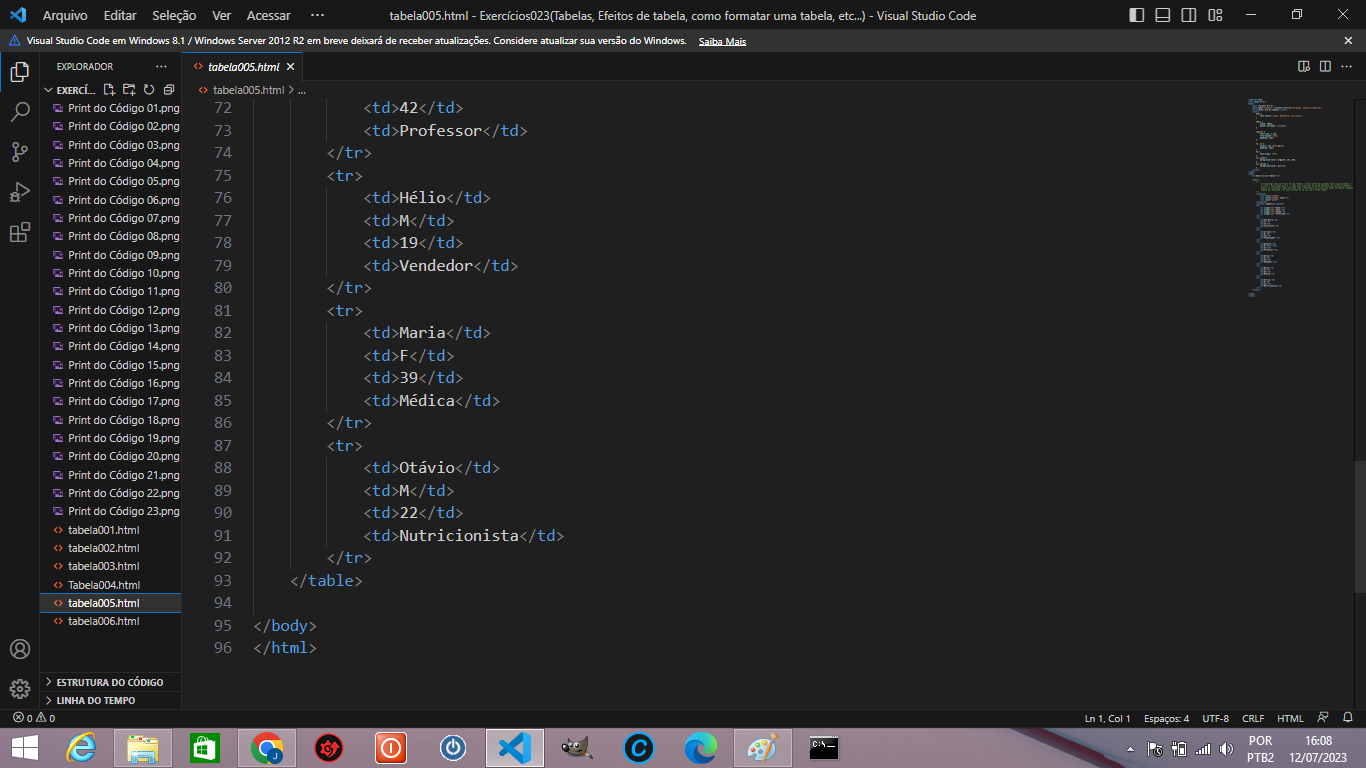 Arquivo Editar Seleção Ver Acessar ··· tabela005.html - Exercícios023(Tabelas, Efeitos de tabela, como formatar uma tabela, etc...) - Visual Studio Code
Visual Studio Code em Windows 8.1 / Windows Server 2012 R2 em breve deixará de receber atualizações. Considere atualizar sua versão do Windows. Saiba Mais
EXPLORADOR ···
EXERCÍ...
Print do Código 01.png
Print do Código 02.png
Print do Código 03.png
Print do Código 04.png
Print do Código 05.png
Print do Código 06.png
Print do Código 07.png
Print do Código 08.png
Print do Código 09.png
Print do Código 10.png
Print do Código 11.png
Print do Código 12.png
Print do Código 13.png
Print do Código 14.png
Print do Código 15.png
Print do Código 16.png
Print do Código 17.png
Print do Código 18.png
Print do Código 19.png
Print do Código 20.png
Print do Código 21.png
Print do Código 22.png
Print do Código 23.png
tabela001.html
tabela002.html
tabela003.html
Tabela004.html
tabela005.html
tabela006.html
ESTRUTURA DO CÓDIGO
LINHA DO TEMPO
tabela005.html
tabela005.html > ...
72 <td>42</td>
73 <td>Professor</td>
74 </tr>
75 <tr>
76 <td>Hélio</td>
77 <td>M</td>
78 <td>19</td>
79 <td>Vendedor</td>
80 </tr>
81 <tr>
82 <td>Maria</td>
83 <td>F</td>
84 <td>39</td>
85 <td>Médica</td>
86 </tr>
87 <tr>
88 <td>Otávio</td>
89 <td>M</td>
90 <td>22</td>
91 <td>Nutricionista</td>
92 </tr>
93 </table>
94
95 </body>
96 </html>
0 0 Ln 1, Col 1 Espaços: 4 UTF-8 CRLF HTML
POR 16:08
PTB2 12/07/2023